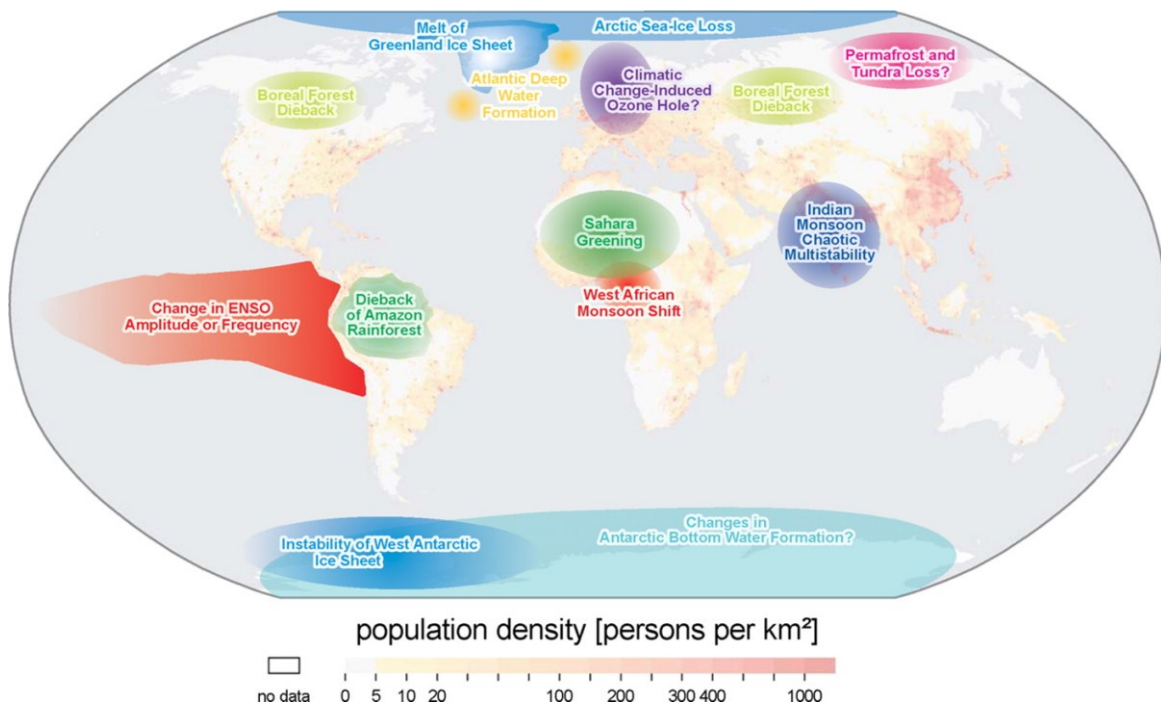 Melt of
Greenland Ice Sheet
Arctic Sea-Ice Loss
Atlantic Deep
Water
Formation
Climatic
Change-Induced
Ozone Hole?
Permafrost and
Tundra Loss?
Boreal Forest
Dieback
Boreal Forest
Dieback
Sahara
Greening
Indian
Monsoon
Chaotic
Multistability
West African
Monsoon Shift
Change in ENSO
Amplitude or Frequency
Dieback
of Amazon
Rainforest
Instability of West Antarctic
Ice Sheet
Changes in
Antarctic Bottom Water Formation?
population density [persons per km²]
no data
0 5 10 20 100 200 300 400 1000